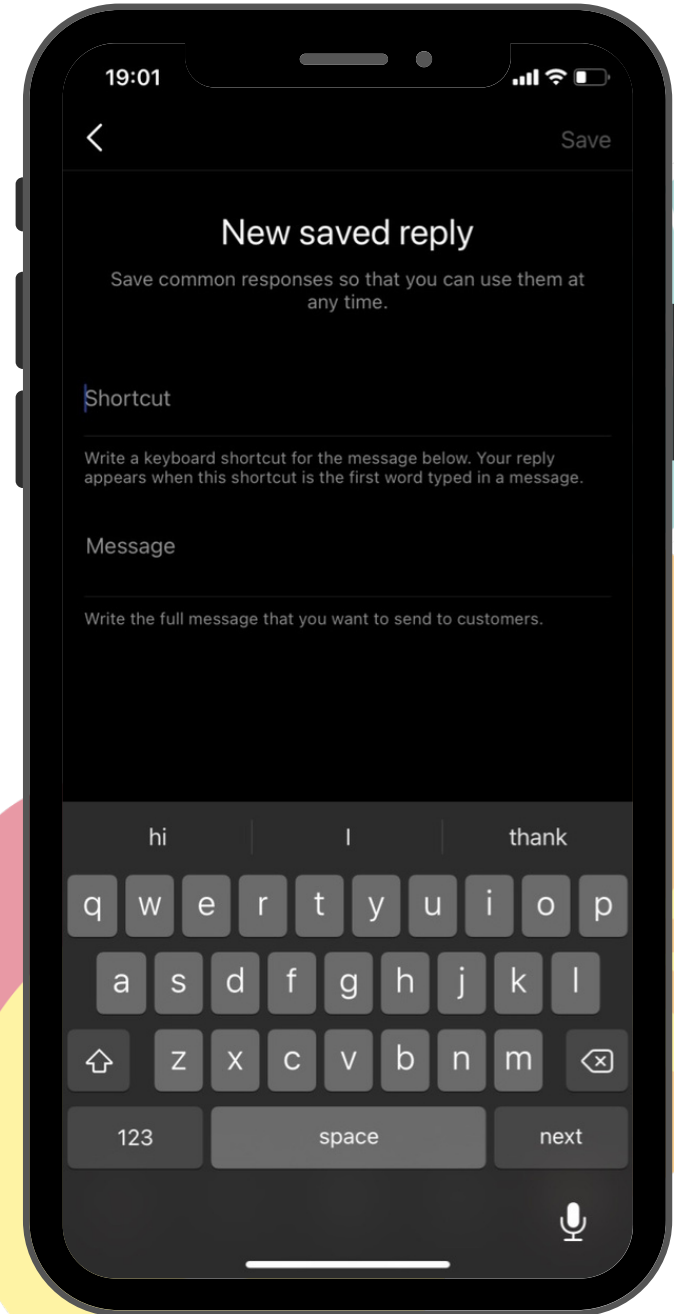 19:01
Save
New saved reply
Save common responses so that you can use them at
any time.
Shortcut
Write a keyboard shortcut for the message below. Your reply
appears when this shortcut is the first word typed in a message.
Message
Write the full message that you want to send to customers.
hi I thank
q w e r t y u i o p
a s d f g h j k l
z x c v b n m
123 space next